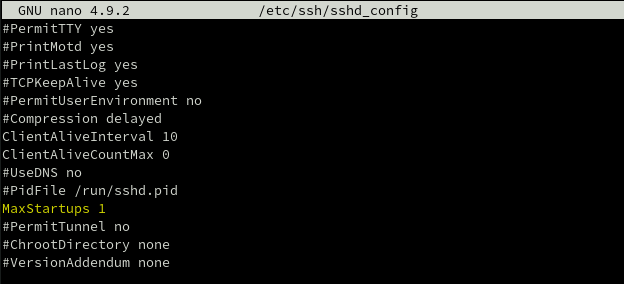 GNU nano 4.9.2 /etc/ssh/sshd_config
#PermitTTY yes
#PrintMotd yes
#PrintLastLog yes
#TCPKeepAlive yes
#PermitUserEnvironment no
#Compression delayed
ClientAliveInterval 10
ClientAliveCountMax 0
#UseDNS no
#PidFile /run/sshd.pid
MaxStartups 1
#PermitTunnel no
#ChrootDirectory none
#VersionAddendum none